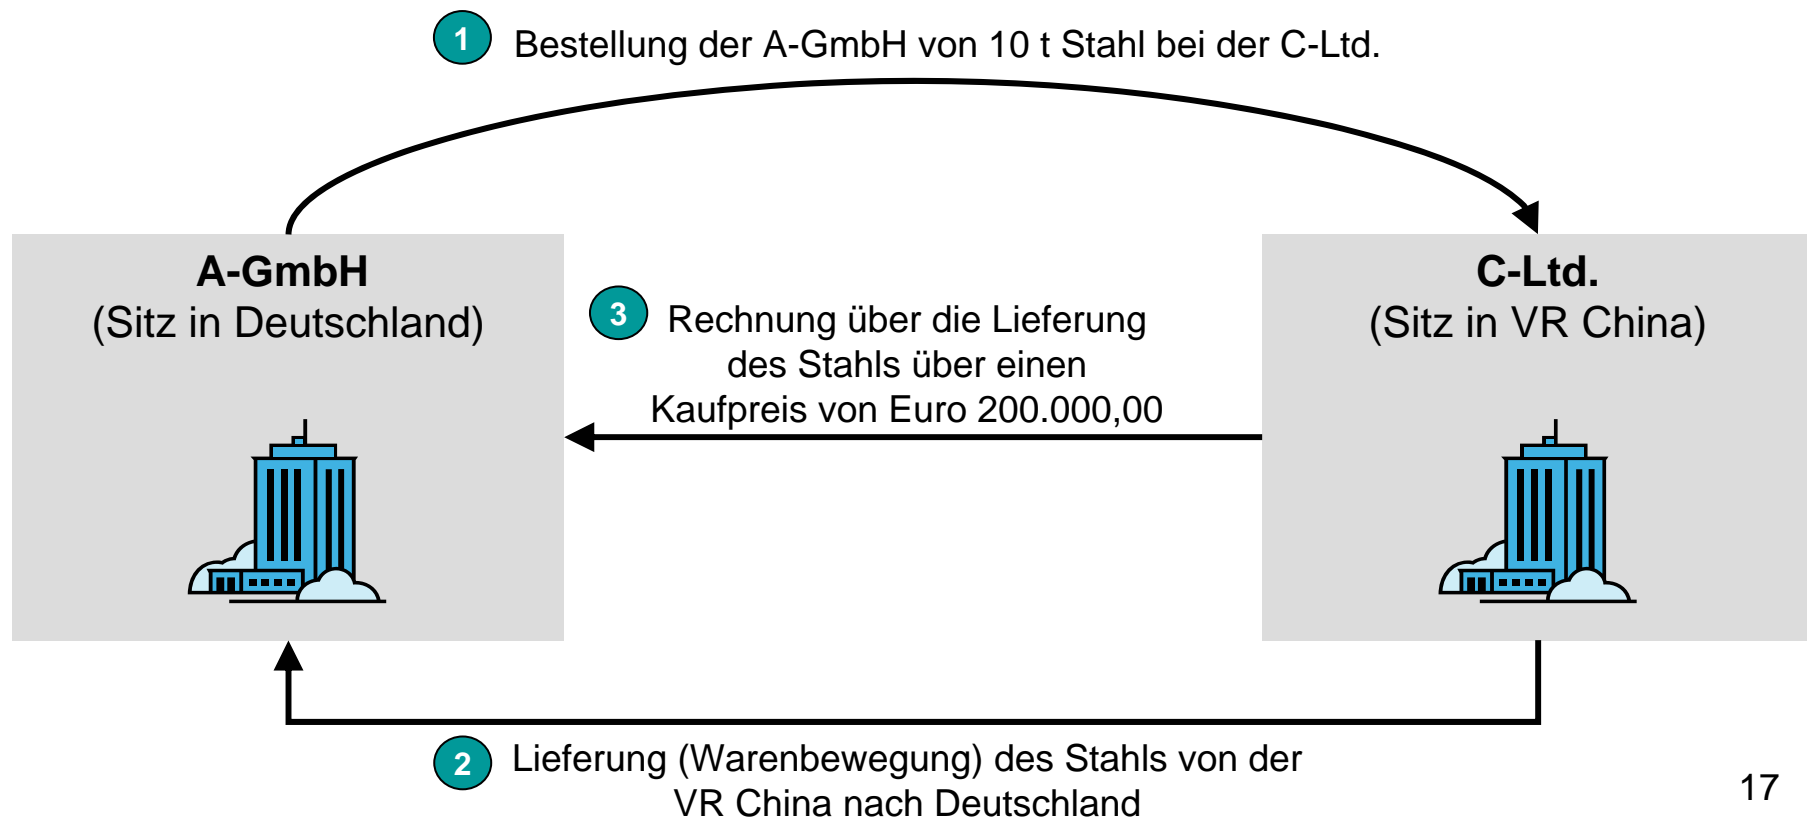 1 Bestellung der A-GmbH von 10 t Stahl bei der C-Ltd.
A-GmbH
(Sitz in Deutschland)
3 Rechnung über die Lieferung
des Stahls über einen
Kaufpreis von Euro 200.000,00
C-Ltd.
(Sitz in VR China)
2 Lieferung (Warenbewegung) des Stahls von der
VR China nach Deutschland
17